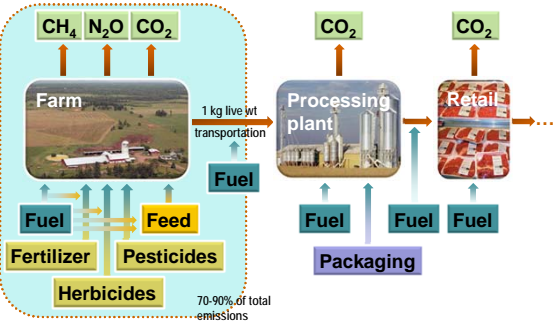 CH4 N2O CO2 CO2 CO2
Farm
Processing
plant
Retail
1 kg live wt
transportation
...
Fuel
Fuel
Feed
Fuel
Fuel
Fuel
Fertilizer
Pesticides
Packaging
Herbicides
70-90% of total
emissions